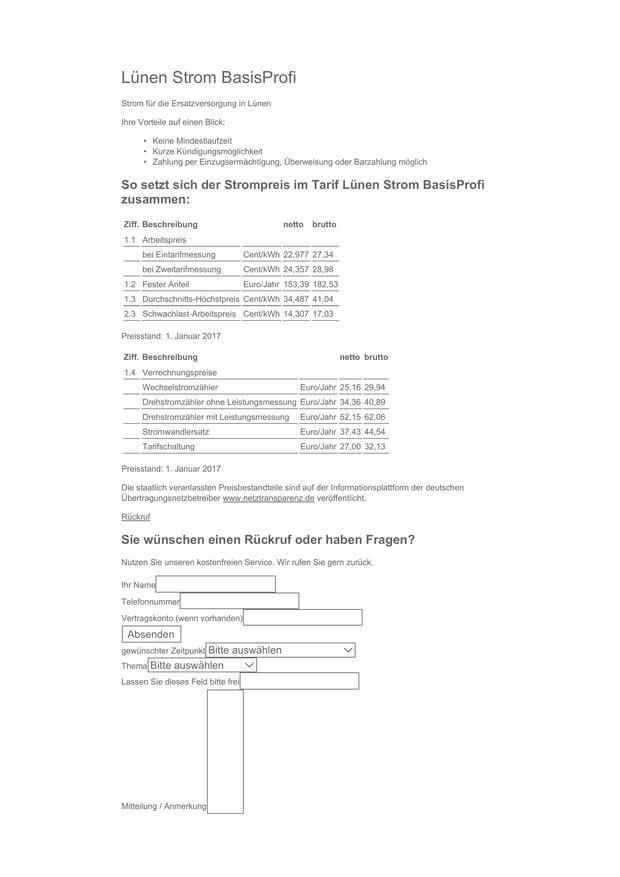 Lünen Strom BasisProfi
Strom für die Ersatzversorgung in Lünen
Ihre Vorteile auf einen Blick:
• Keine Mindestlaufzeit
• Kurze Kündigungsmöglichkeit
• Zahlung per Einzugsermächtigung, Überweisung oder Barzahlung möglich
So setzt sich der Strompreis im Tarif Lünen Strom BasisProfi
zusammen:
Ziff. Beschreibung netto brutto
1.1 Arbeitspreis
bei Eintarifmessung Cent/kWh 22,977 27,34
bei Zweitarifmessung Cent/kWh 24,357 28,98
1.2 Fester Anteil Euro/Jahr 153,39 182,53
1.3 Durchschnitts-Höchstpreis Cent/kWh 34,487 41,04
2.3 Schwachlast-Arbeitspreis Cent/kWh 14,307 17,03
Preisstand: 1. Januar 2017
Ziff. Beschreibung netto brutto
1.4 Verrechnungspreise
Wechselstromzähler Euro/Jahr 25,16 29,94
Drehstromzähler ohne Leistungsmessung Euro/Jahr 34,36 40,89
Drehstromzähler mit Leistungsmessung Euro/Jahr 52,15 62,06
Stromwandlersatz Euro/Jahr 37,43 44,54
Tarifschaltung Euro/Jahr 27,00 32,13
Preisstand: 1. Januar 2017
Die staatlich veranlassten Preisbestandteile sind auf der Informationsplattform der deutschen
Übertragungsnetzbetreiber www.netztransparenz.de veröffentlicht.
Rückruf
Sie wünschen einen Rückruf oder haben Fragen?
Nutzen Sie unseren kostenfreien Service. Wir rufen Sie gern zurück.
Ihr Name
Telefonnummer
Vertragskonto (wenn vorhanden)
Absenden
gewünschter Zeitpunkt Bitte auswählen
Thema Bitte auswählen
Lassen Sie dieses Feld bitte frei
Mitteilung / Anmerkung